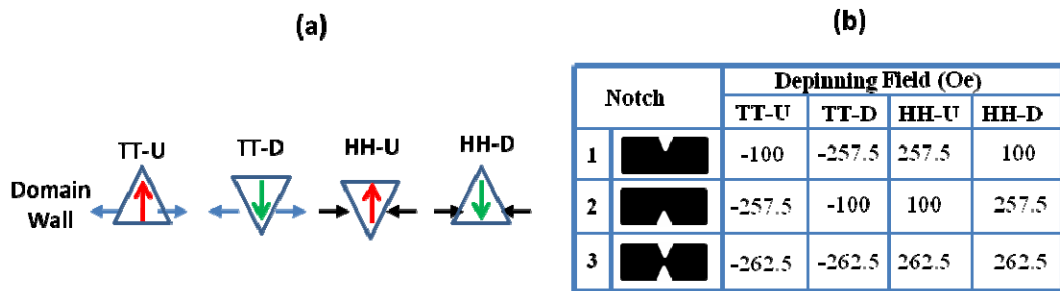 (a)
TT-U TT-D HH-U HH-D
Domain
Wall
(b)
Notch Depinning Field (Oe)
TT-U TT-D HH-U HH-D
1 -100 -257.5 257.5 100
2 -257.5 -100 100 257.5
3 -262.5 -262.5 262.5 262.5